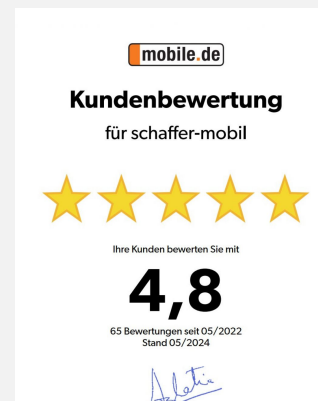 mobile.de
Kundenbewertung
für schaffer-mobil
Ihre Kunden bewerten Sie mit
4,8
65 Bewertungen seit 05/2022
Stand 05/2024